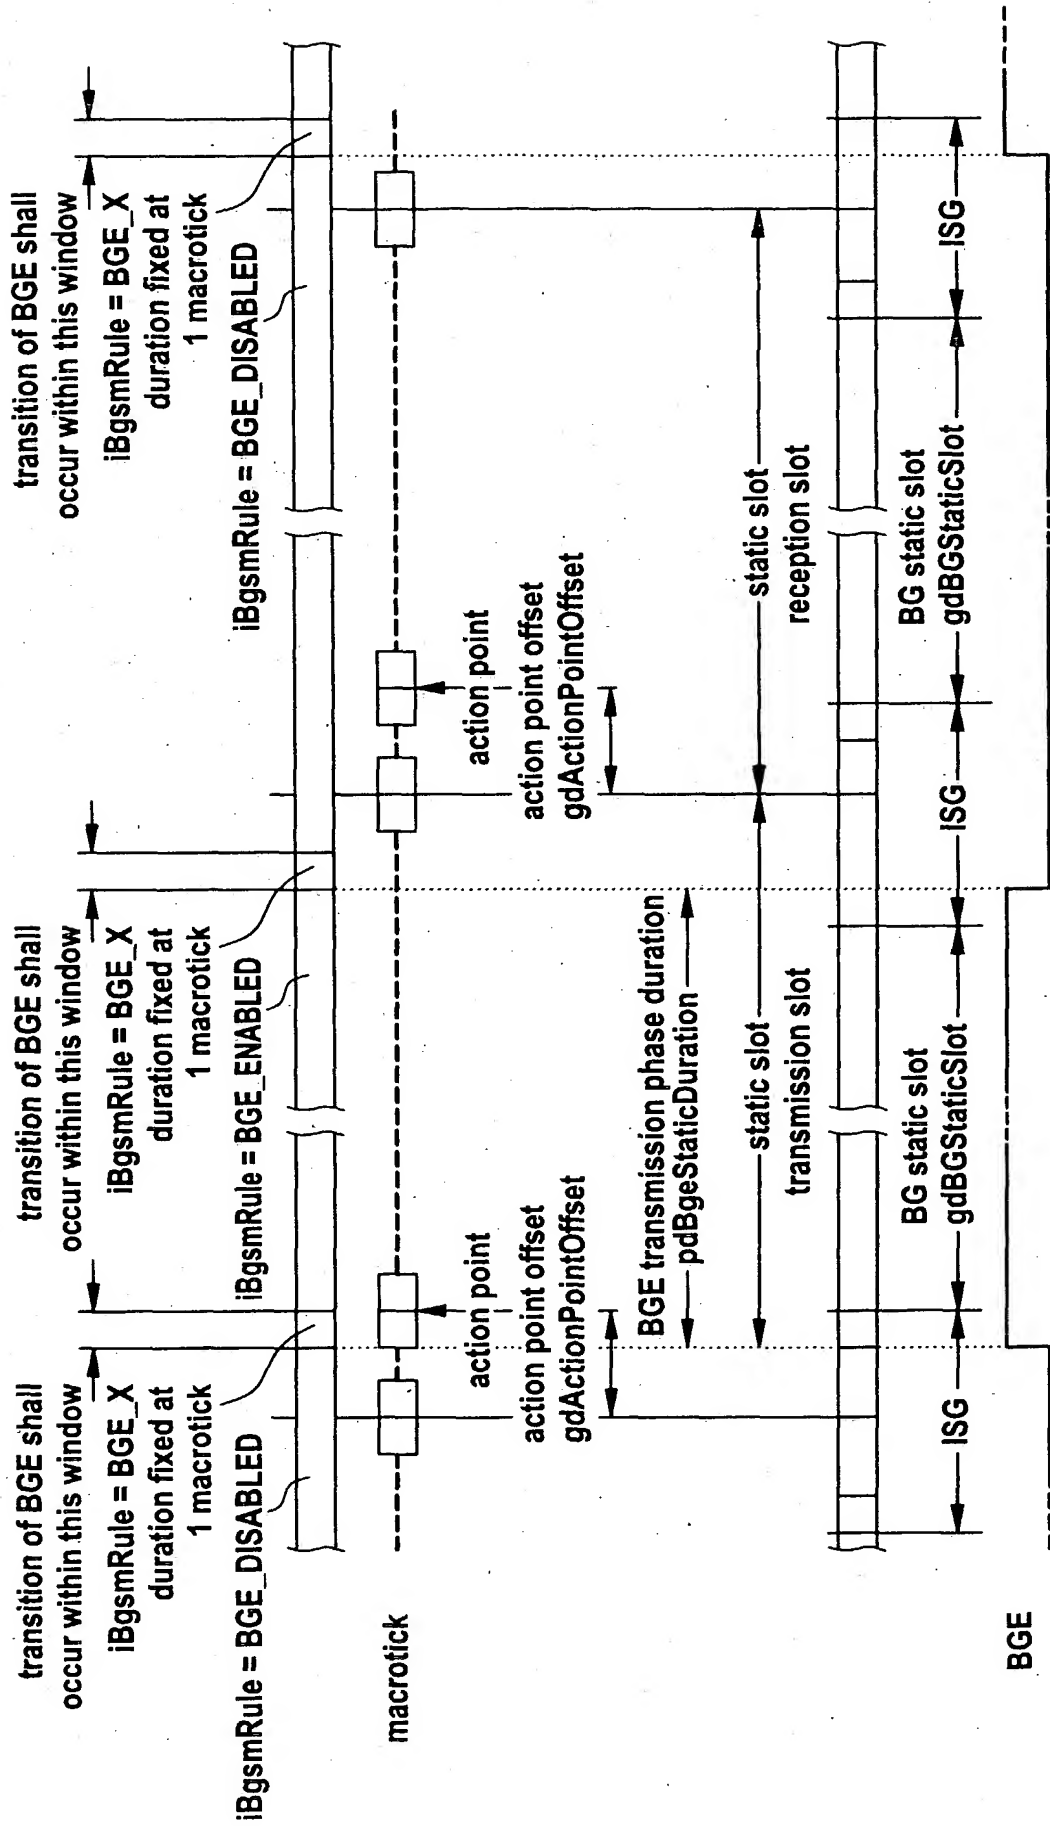 transition of BGE shall
occur within this window
iBgsmRule = BGE_X
duration fixed at
1 macrotick
iBgsmRule = BGE_DISABLED
transition of BGE shall
occur within this window
iBgsmRule = BGE_X
duration fixed at
1 macrotick
iBgsmRule = BGE_ENABLED
transition of BGE shall
occur within this window
iBgsmRule = BGE_X
duration fixed at
1 macrotick
iBgsmRule = BGE_DISABLED
macrotick
action point
action point offset
gdActionPointOffset
action point
action point offset
gdActionPointOffset
BGE transmission phase duration
pdBgeStaticDuration
static slot
transmission slot
static slot
reception slot
ISG
BG static slot
gdBGStaticSlot
ISG
BG static slot
gdBGStaticSlot
ISG
BGE